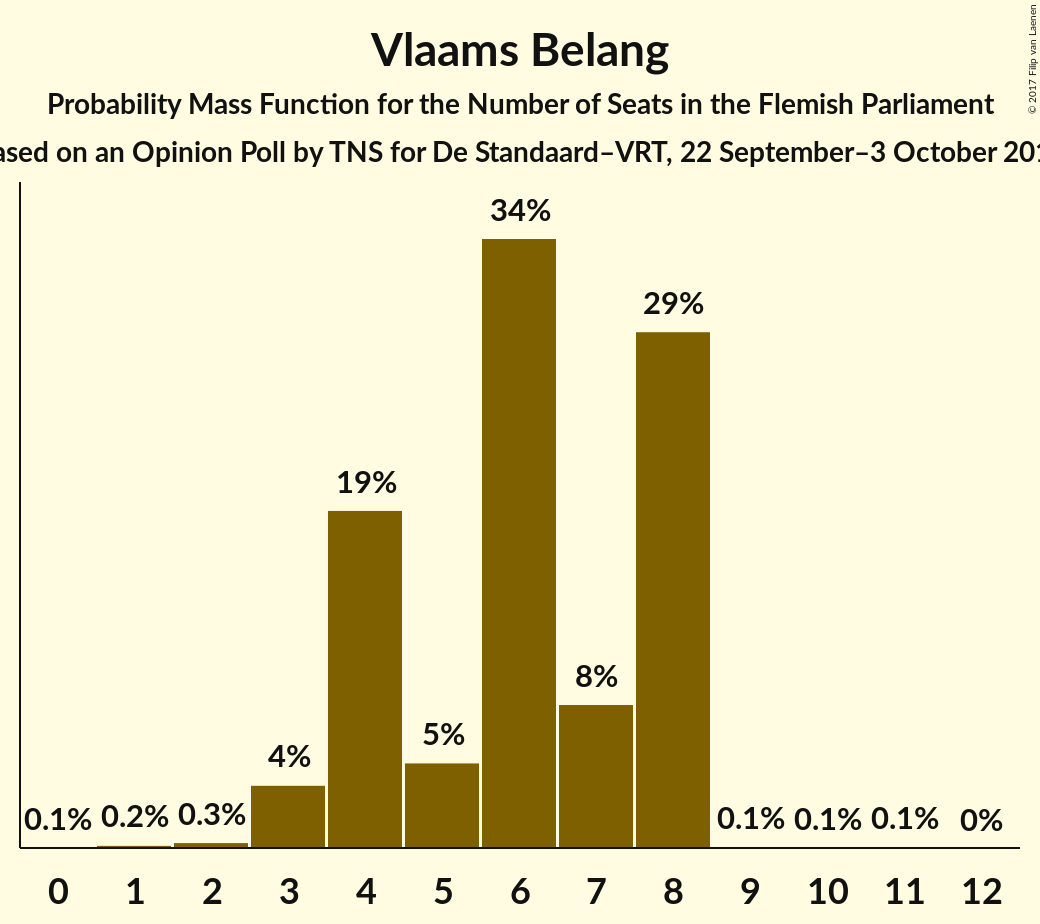 Vlaams Belang
Probability Mass Function for the Number of Seats in the Flemish Parliament
on an Opinion Poll by TNS for De Standaard–VRT, 22 September–3 October
© 2017 Filip van Laenen
34%
29%
19%
8%
5%
4%
0.1% 0.2% 0.3% 0.1% 0.1% 0.1% 0%
0 1 2 3 4 5 6 7 8 9 10 11 12